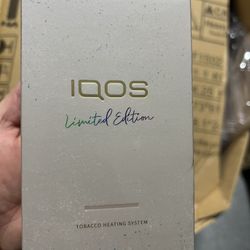 IQOS
Limited Edition
TOBACCO HEATING SYSTEM